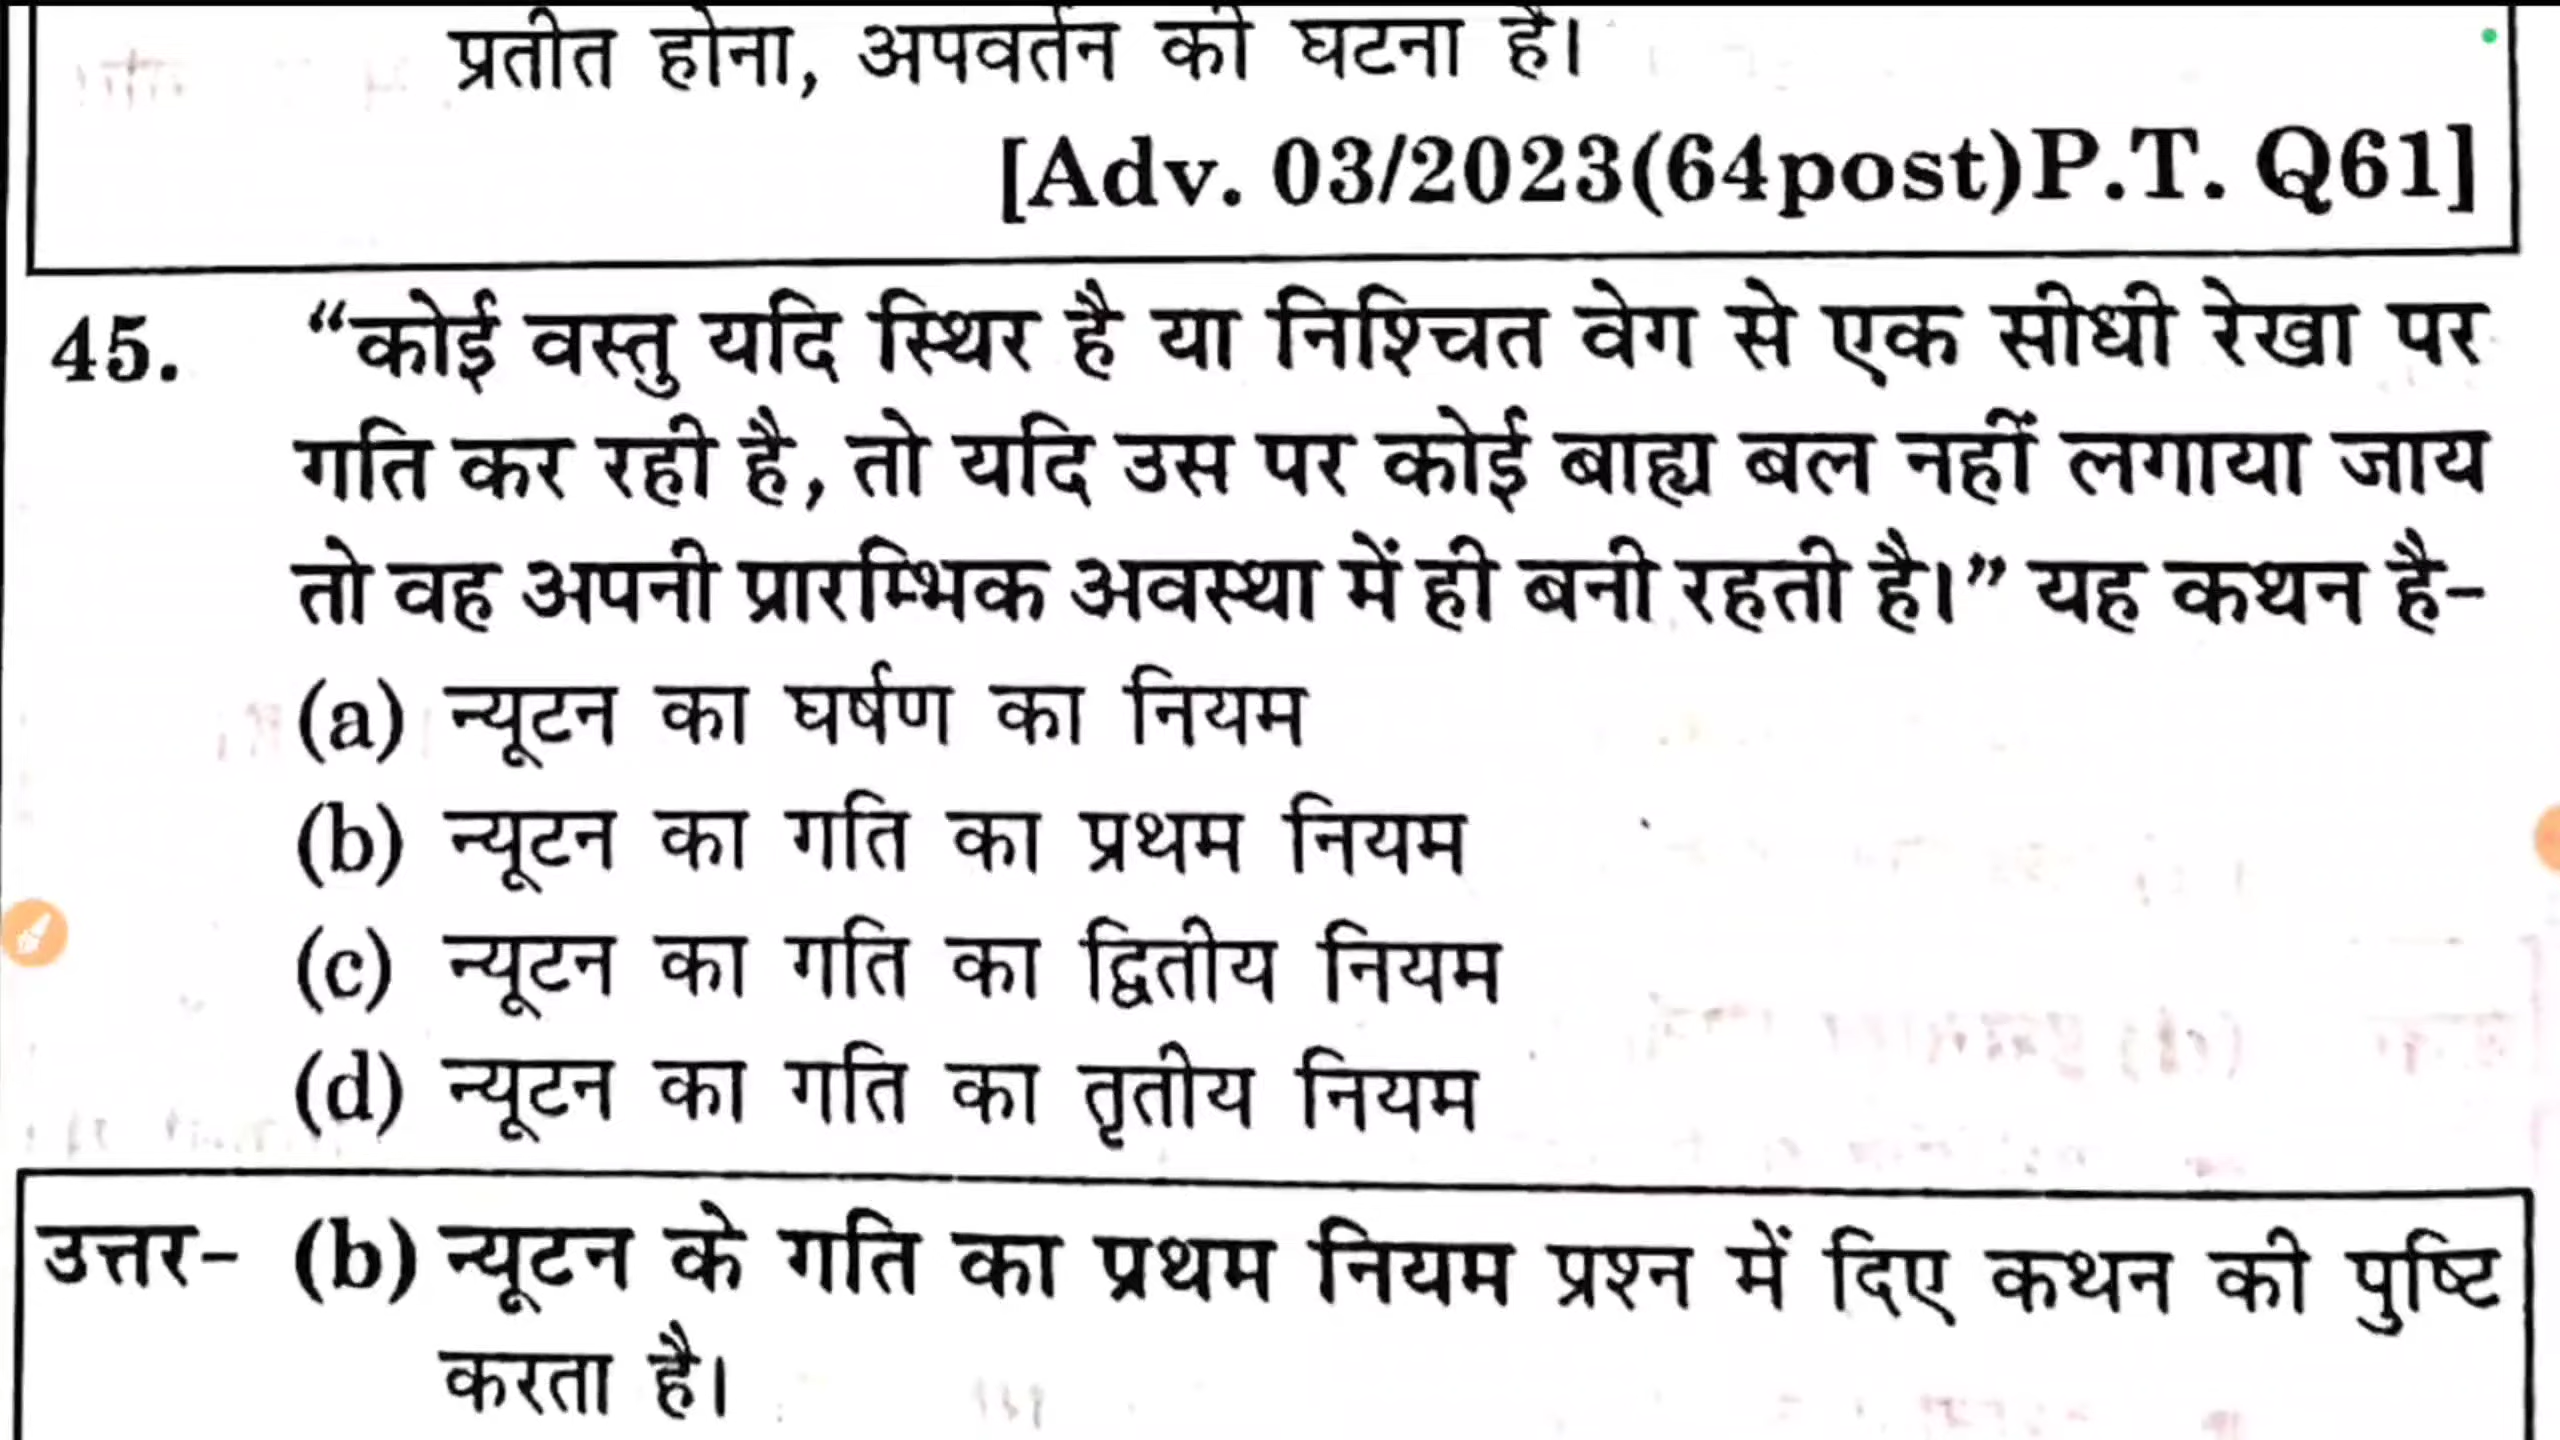 प्रतीत होना, अपवर्तन की घटना है।
[Adv. 03/2023(64post)P.T. Q61]
45. “कोई वस्तु यदि स्थिर है या निश्चित वेग से एक सीधी रेखा पर
गति कर रही है, तो यदि उस पर कोई बाह्य बल नहीं लगाया जाय
तो वह अपनी प्रारम्भिक अवस्था में ही बनी रहती है।” यह कथन है-
(a) न्यूटन का घर्षण का नियम
(b) न्यूटन का गति का प्रथम नियम
(c) न्यूटन का गति का द्वितीय नियम
(d) न्यूटन का गति का तृतीय नियम
उत्तर- (b) न्यूटन के गति का प्रथम नियम प्रश्न में दिए कथन की पुष्टि
करता है।